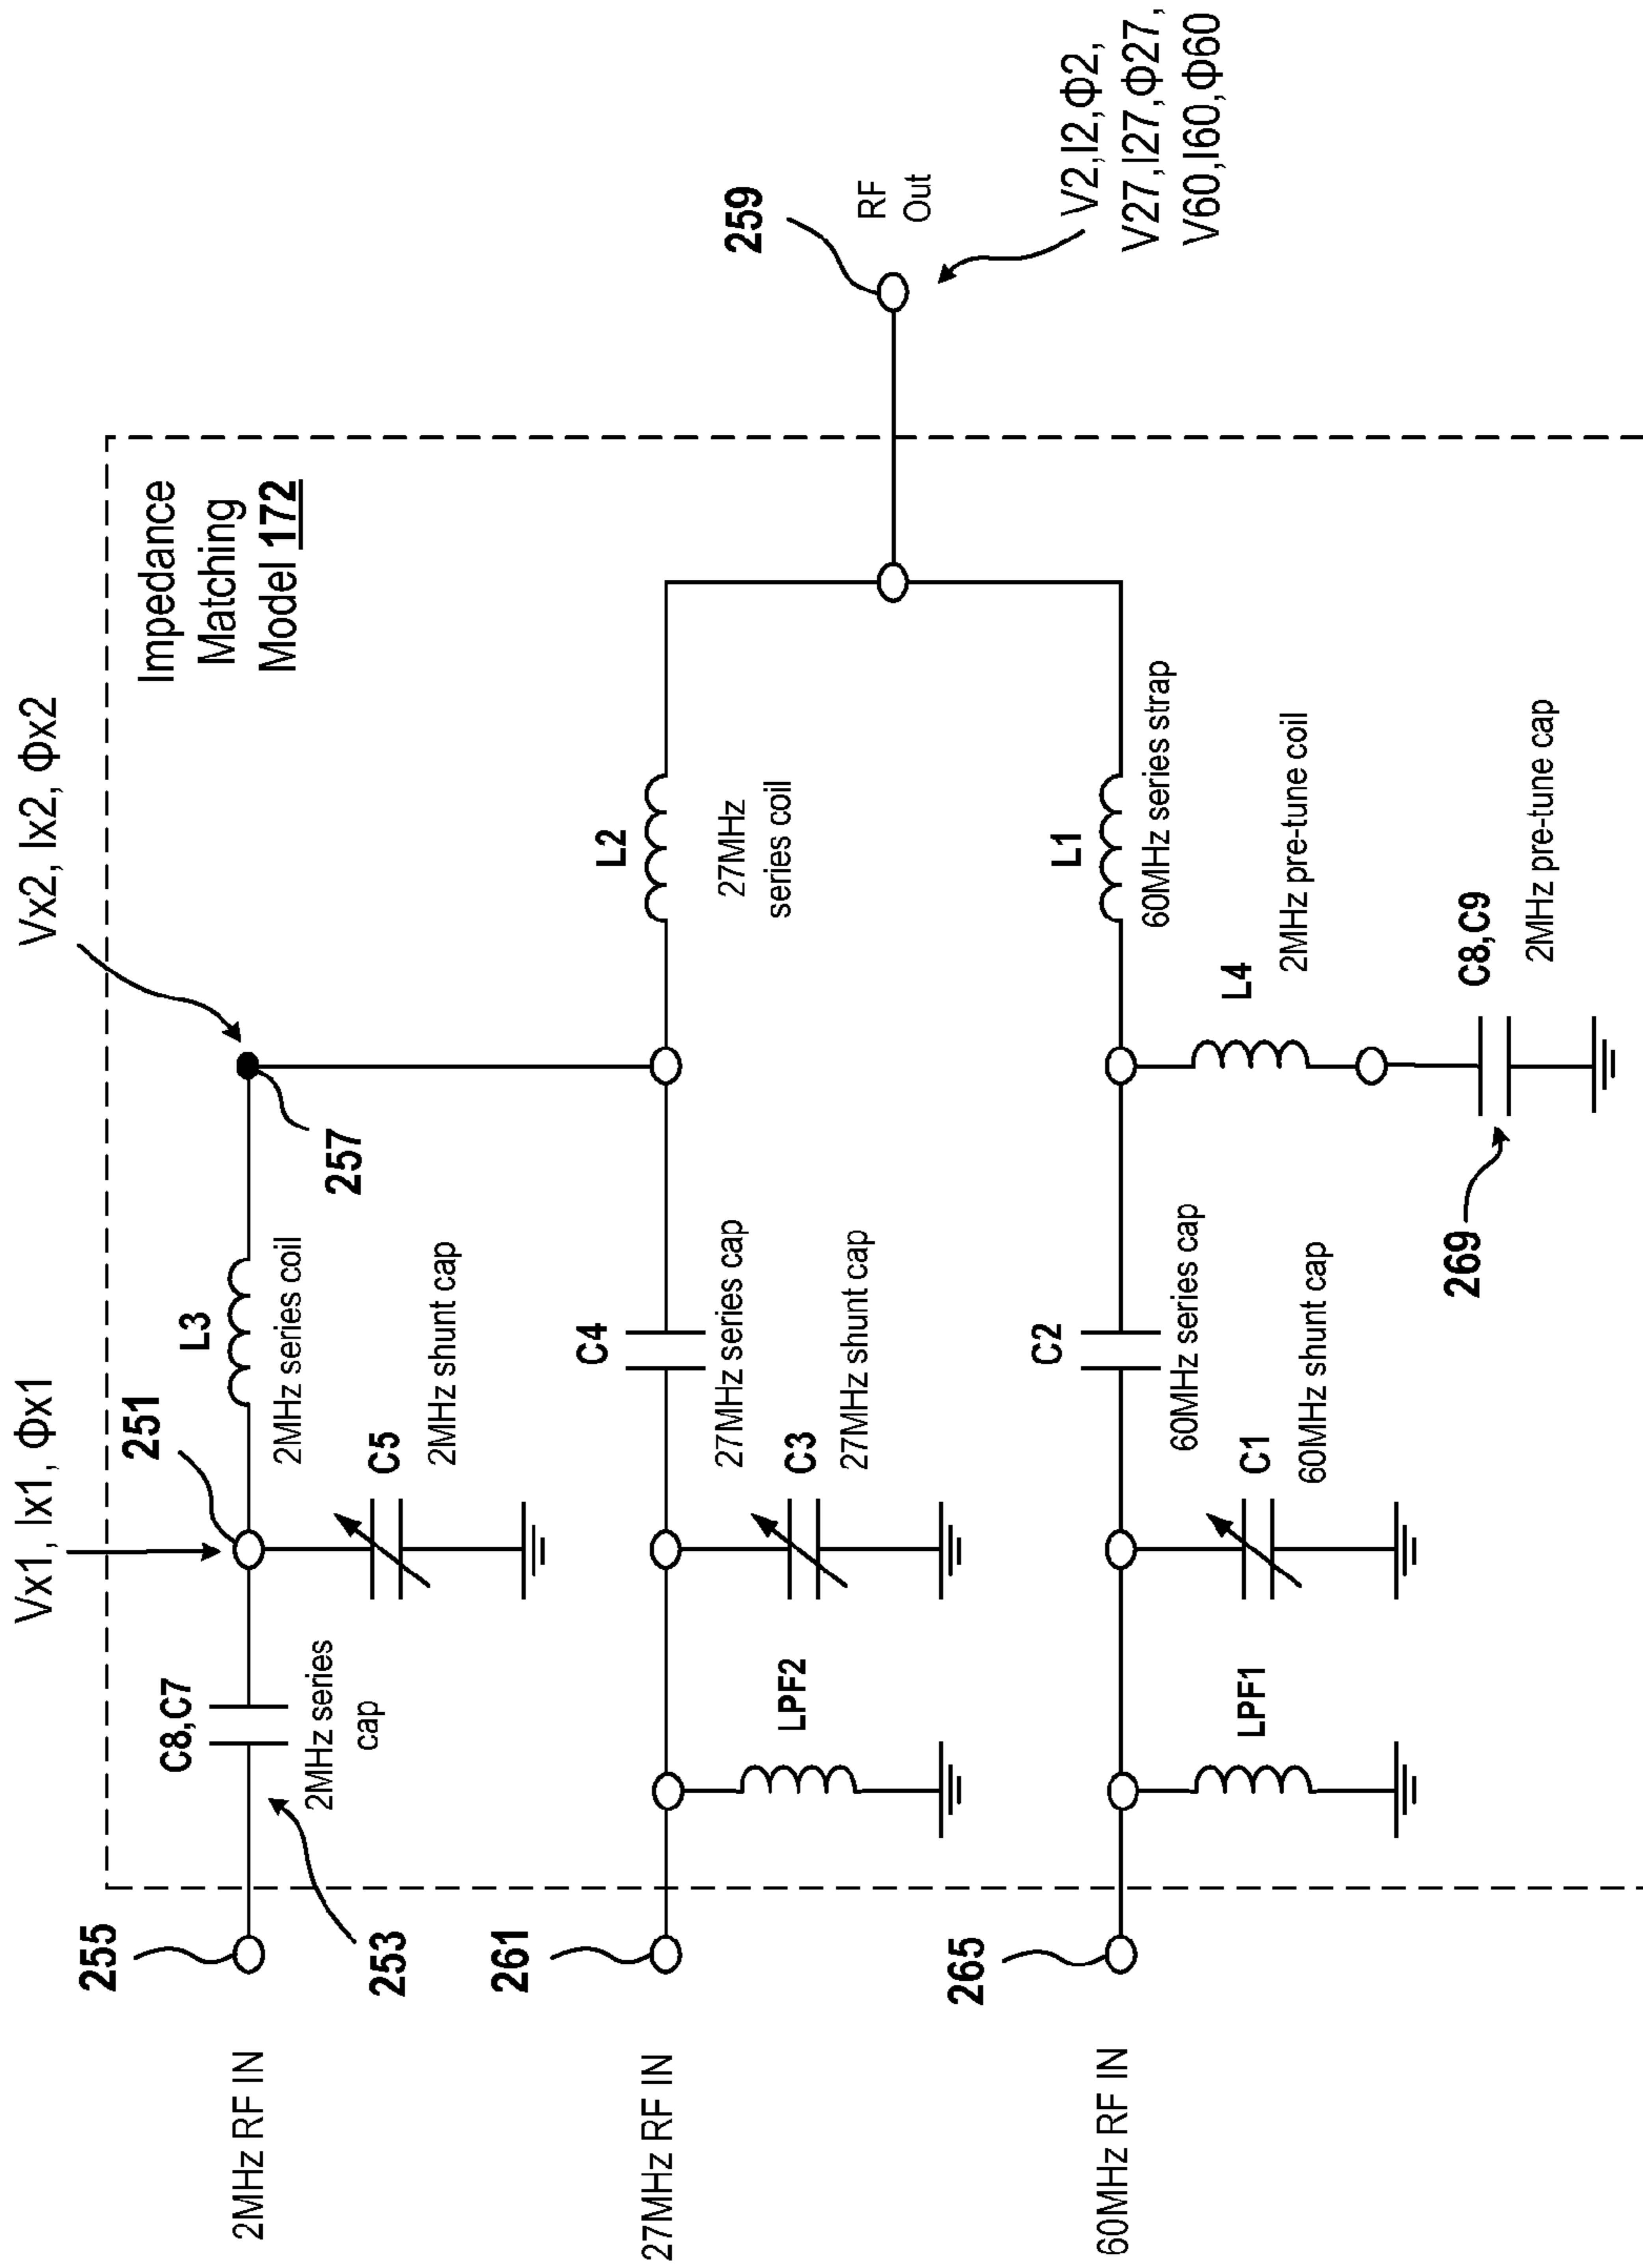 Vx1, Ix1, Φx1
Vx2, Ix2, Φx2
Impedance
Matching
Model 172
255
253
C8,C7
2MHz series
cap
251
L3
2MHz series coil
C5
2MHz shunt cap
257
2MHz RF IN
261
LPF2
C4
27MHz series cap
C3
27MHz shunt cap
L2
27MHz
series coil
27MHz RF IN
259
RF
Out
V2,I2,Φ2,
V27,I27,Φ27,
V60,I60,Φ60
265
LPF1
C2
60MHz series cap
C1
60MHz shunt cap
L1
60MHz series strap
L4
2MHz pre-tune coil
C8,C9
2MHz pre-tune cap
269
60MHz RF IN